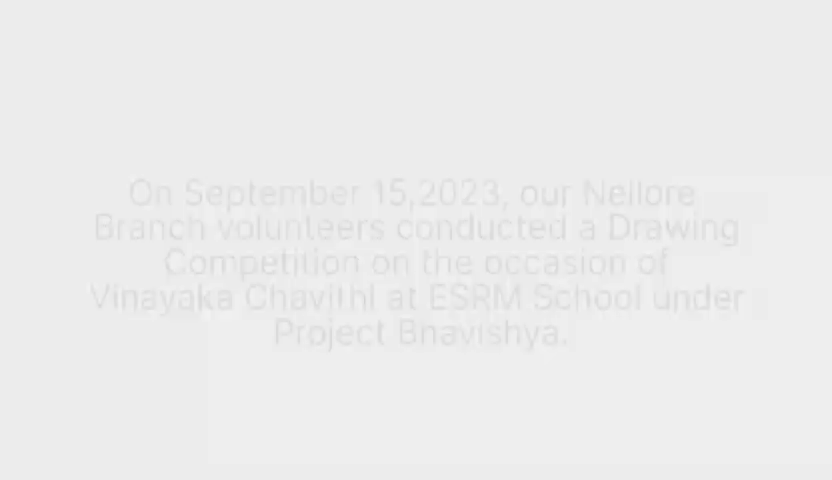 On September 15,2023, our Nellore
Branch volunteers conducted a Drawing
Competition on the occasion of
Vinayaka Chavithi at ESRM School under
Project Bhavishya.